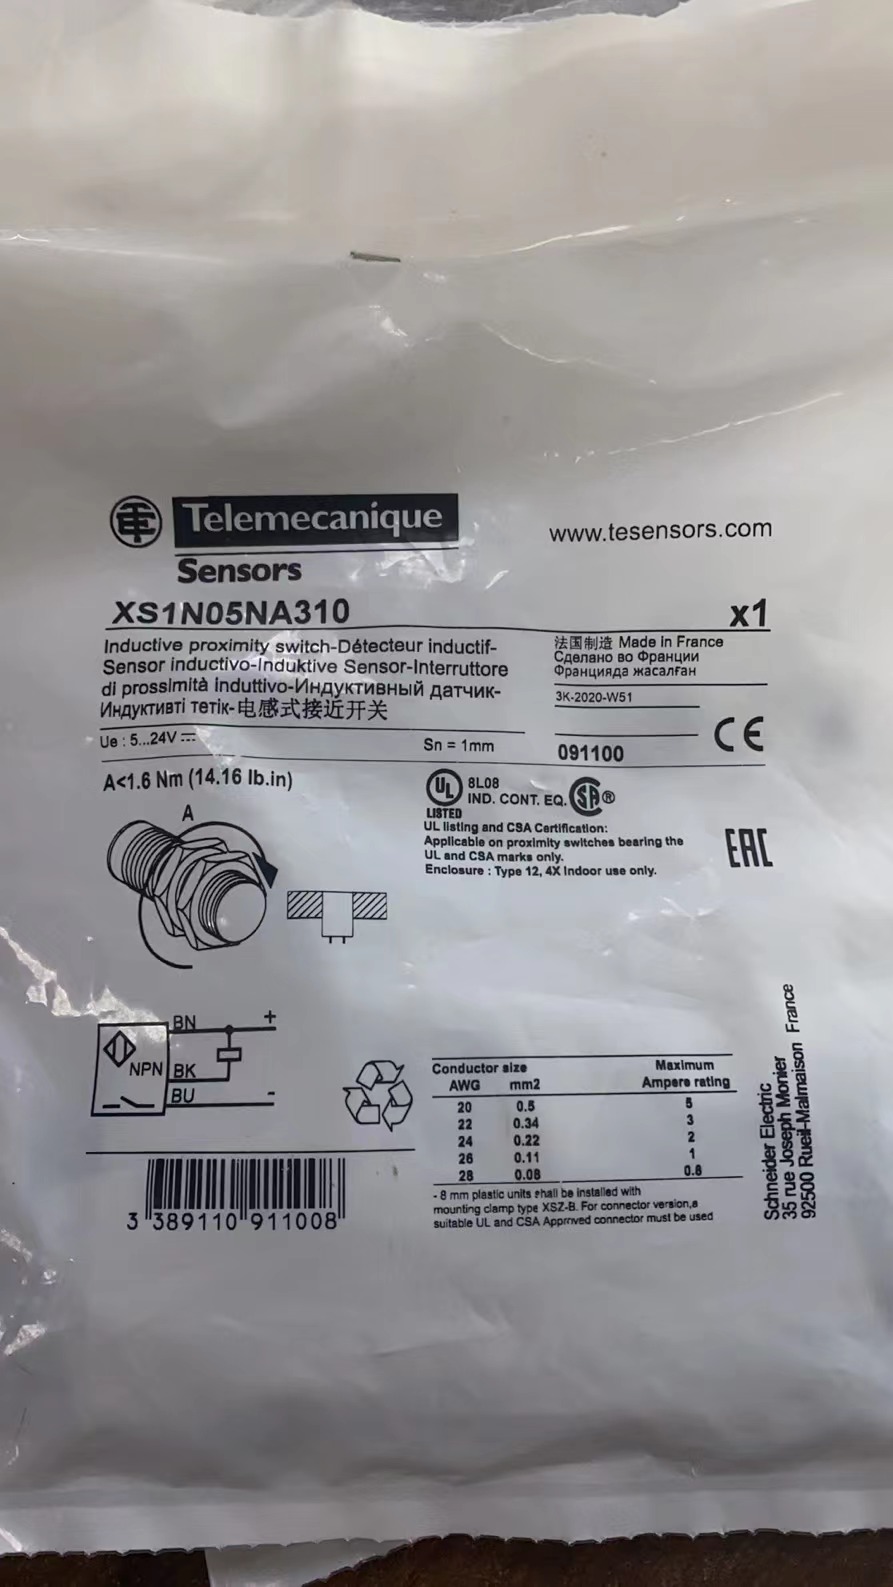 Telemecanique
Sensors
www.tesensors.com
XS1N05NA310
x1
Inductive proximity switch-Détecteur inductif-
Sensor inductivo-Induktive Sensor-Interruttore
di prossimità induttivo-Индуктивный датчик-
Индуктивті тетік-电感式接近开关
法国制造 Made in France
Сделано во Франции
Францияда жасалған
3K-2020-W51
Ue : 5...24V
Sn = 1mm
091100
CE
A<1.6 Nm (14.16 lb.in)
A
UL
LISTED
8L08
IND. CONT. EQ.
SA®
UL listing and CSA Certification:
Applicable on proximity switches bearing the
UL and CSA marks only.
Enclosure : Type 12, 4X Indoor use only.
EAC
BN
+
NPN
BK
BU
-
Conductor size
AWG mm2
Maximum
Ampere rating
20 0.5 5
22 0.34 3
24 0.22 2
26 0.11 1
28 0.08 0.8
- 8 mm plastic units shall be installed with
mounting clamp type XSZ-B. For connector version,a
suitable UL and CSA Approved connector must be used
3 389110 911008
Schneider Electric
35 rue Joseph Monier
92500 Rueil-Malmaison France